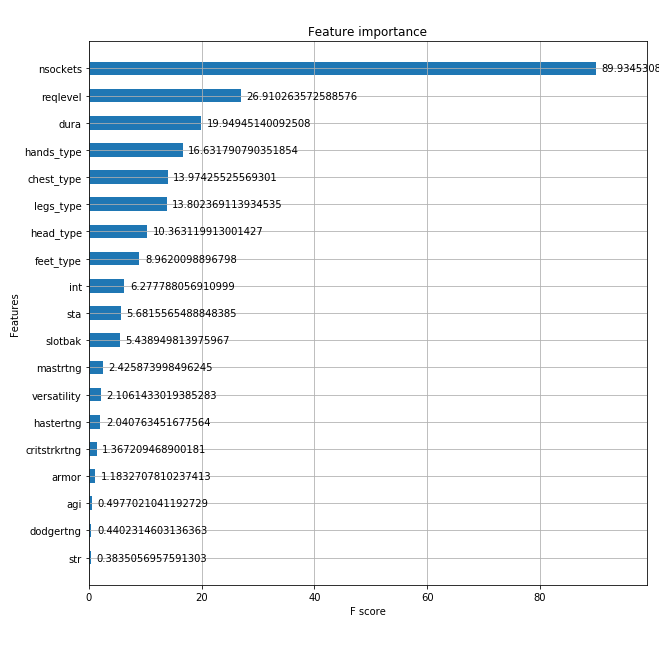 Feature importance
nsockets 89.9345308
reqlevel 26.910263572588576
dura 19.94945140092508
hands_type 16.631790790351854
chest_type 13.97425525569301
legs_type 13.802369113934535
head_type 10.363119913001427
feet_type 8.9620098896798
int 6.277788056910999
sta 5.6815565488848385
slotbak 5.438949813975967
mastrtng 2.425873998496245
versatility 2.1061433019385283
hastertng 2.040763451677564
critstrkrtng 1.367209468900181
armor 1.1832707810237413
agi 0.4977021041192729
dodgertng 0.4402314603136363
str 0.3835056957591303
0 20 40 60 80
F score
Features